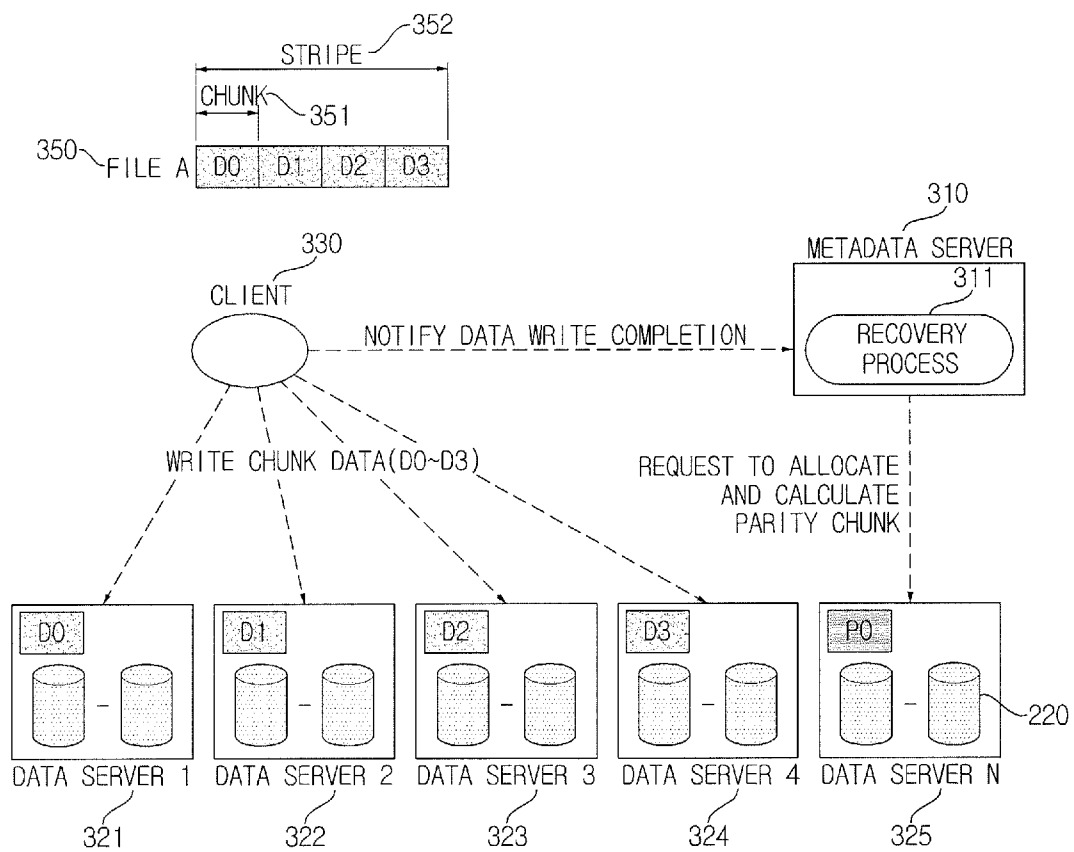 352
STRIPE
CHUNK
351
350
FILE A
D0 D1 D2 D3
310
METADATA SERVER
330
CLIENT
311
NOTIFY DATA WRITE COMPLETION
RECOVERY
PROCESS
WRITE CHUNK DATA(D0~D3)
REQUEST TO ALLOCATE
AND CALCULATE
PARITY CHUNK
D0 D1 D2 D3 P0
220
DATA SERVER 1 DATA SERVER 2 DATA SERVER 3 DATA SERVER 4 DATA SERVER N
321 322 323 324 325